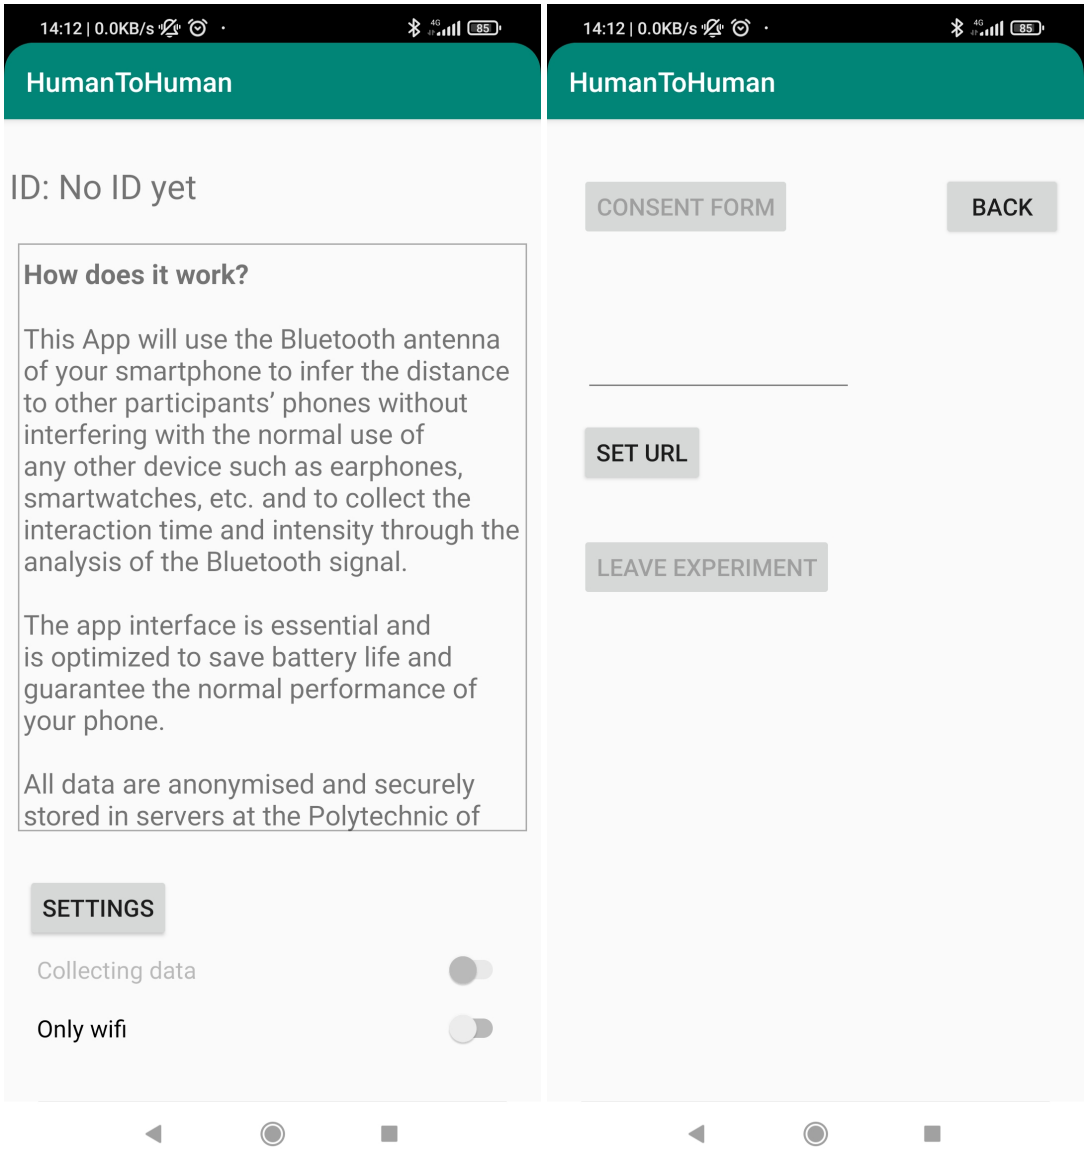 14:12 | 0.0KB/s
4G
85
HumanToHuman
ID: No ID yet
How does it work?
This App will use the Bluetooth antenna
of your smartphone to infer the distance
to other participants’ phones without
interfering with the normal use of
any other device such as earphones,
smartwatches, etc. and to collect the
interaction time and intensity through the
analysis of the Bluetooth signal.
The app interface is essential and
is optimized to save battery life and
guarantee the normal performance of
your phone.
All data are anonymised and securely
stored in servers at the Polytechnic of
SETTINGS
Collecting data
Only wifi
14:12 | 0.0KB/s
4G
85
HumanToHuman
CONSENT FORM
BACK
SET URL
LEAVE EXPERIMENT